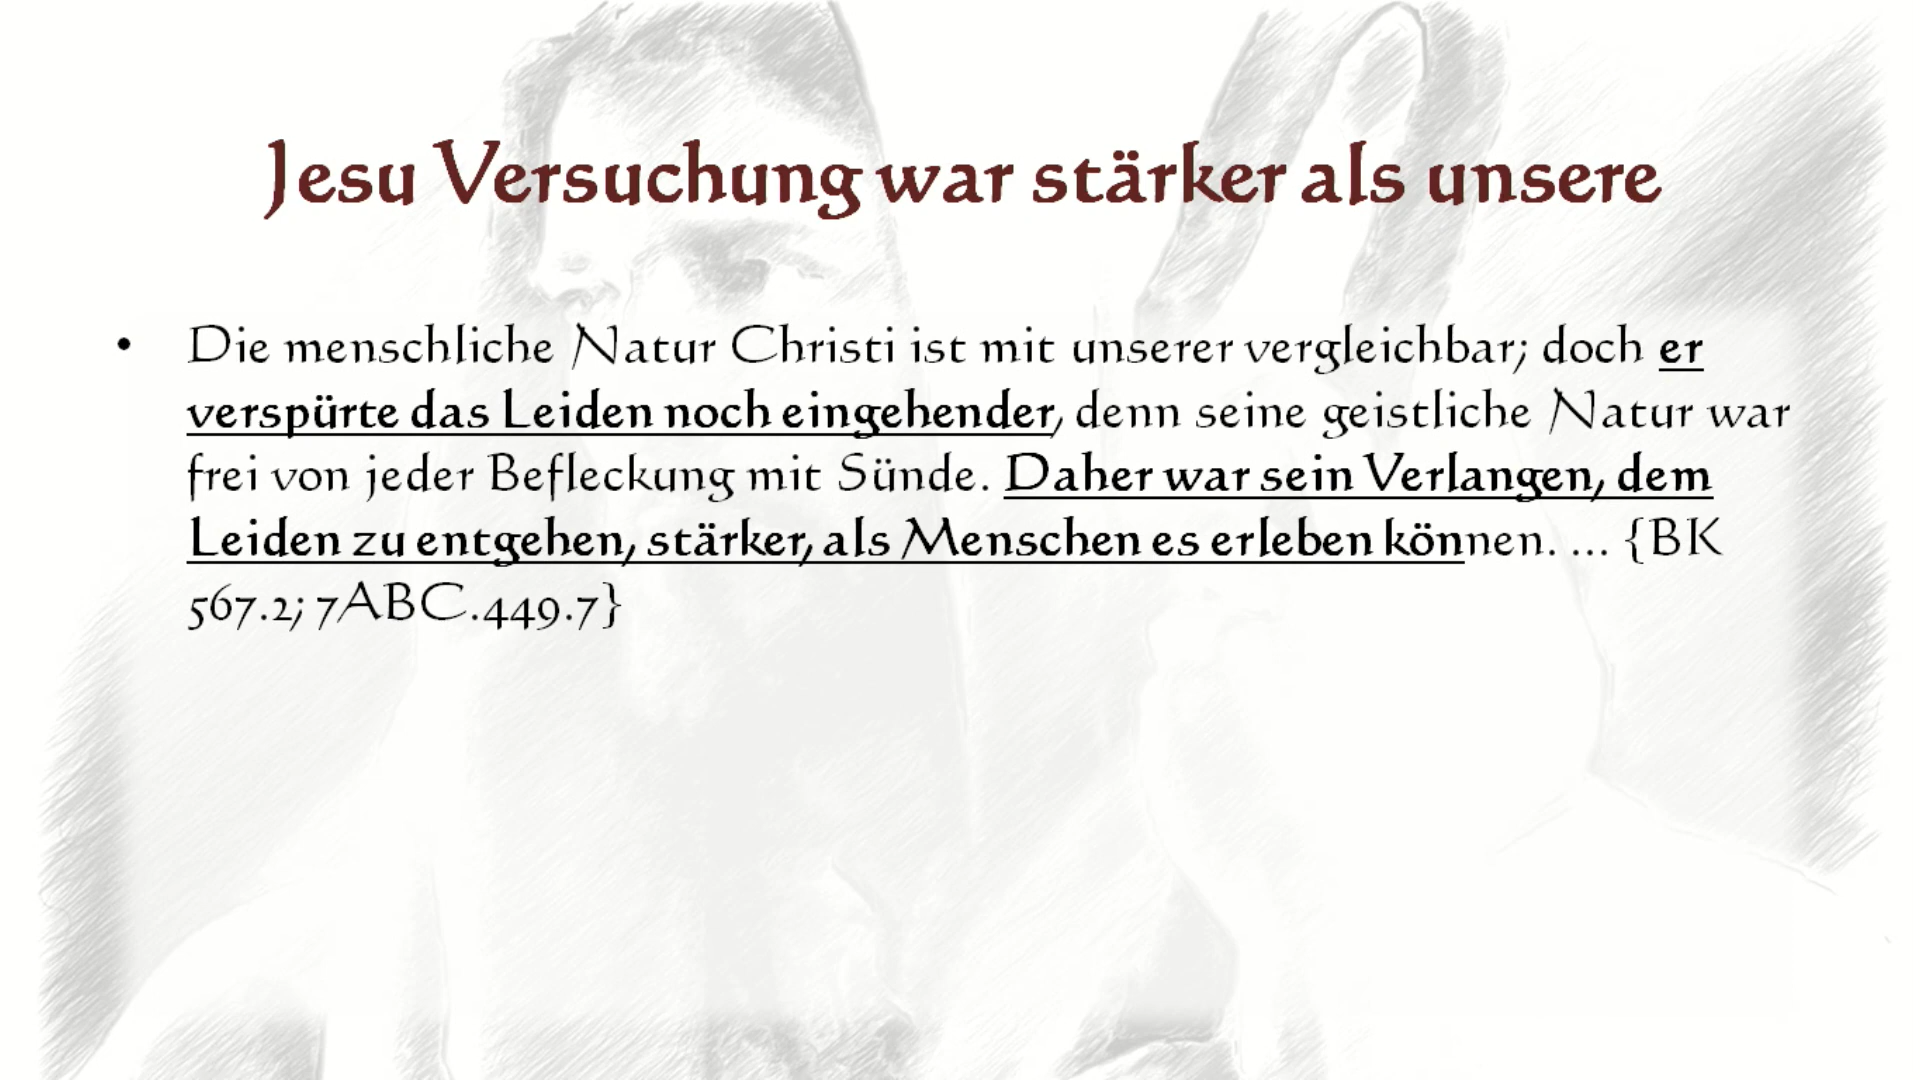 Jesu Versuchung war stärker als unsere
• Die menschliche Natur Christi ist mit unserer vergleichbar; doch er
verspürte das Leiden noch eingehender, denn seine geistliche Natur war
frei von jeder Befleckung mit Sünde. Daher war sein Verlangen, dem
Leiden zu entgehen, stärker, als Menschen es erleben können. ... {BK
567.2; 7ABC.449.7}